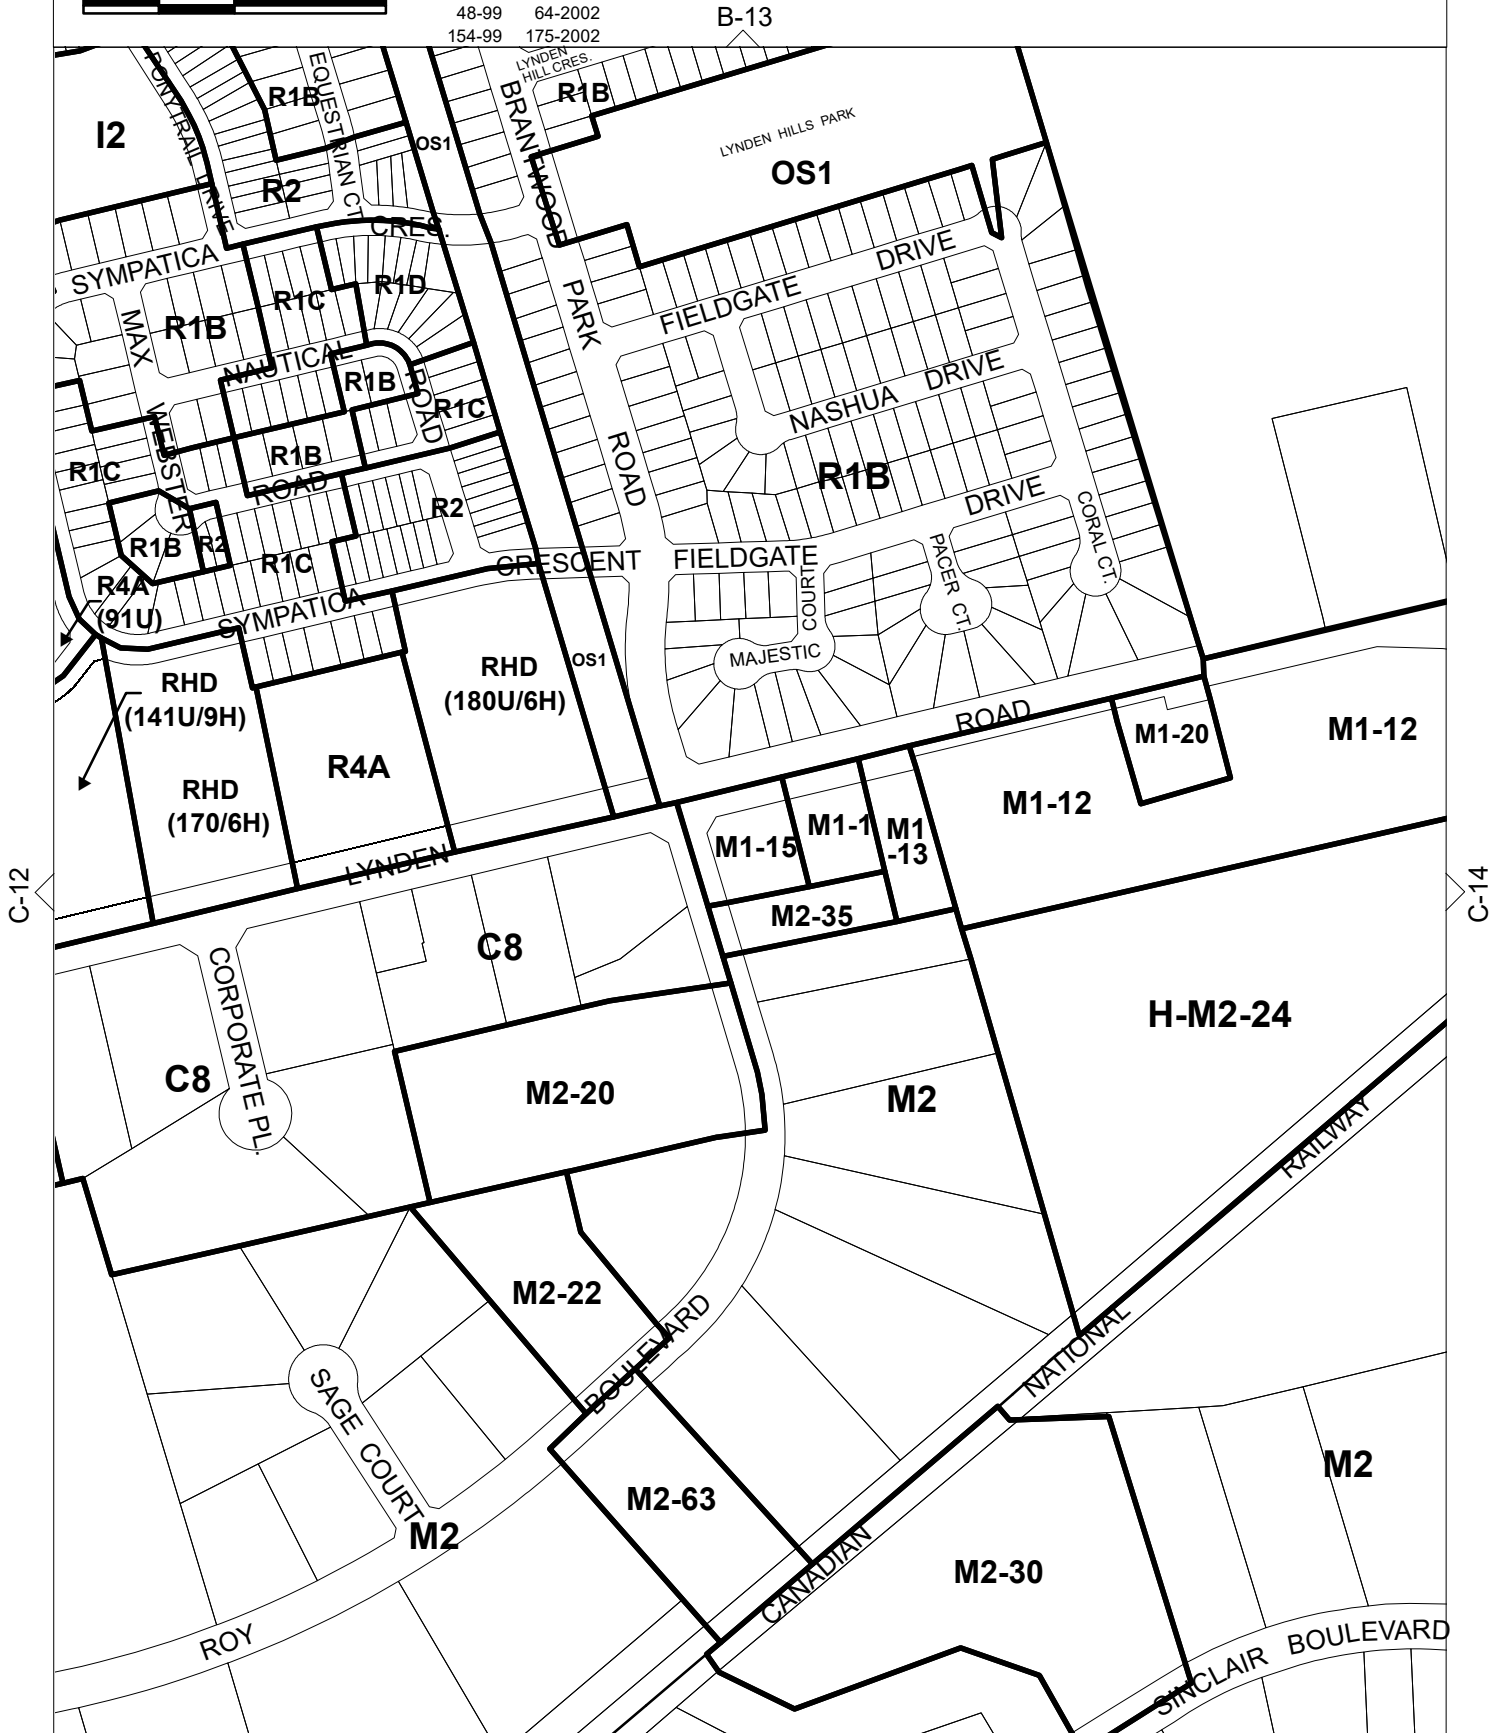 48-99 64-2002
154-99 175-2002
B-13
LYNDEN
HILL CRES.
PONYTRAIL DRIVE
EQUESTRIAN CT.
R1B
BRANTWOOD
R1B
I2
OS1
LYNDEN HILLS PARK
OS1
R2
CRES.
SYMPATICA
DRIVE
R1C
R1D
FIELDGATE
PARK
MAX
R1B
NAUTICAL
R1B
ROAD
DRIVE
NASHUA
R1C
WEBSTER
ROAD
R1B
R1C
ROAD
R1B
DRIVE
R2
CORAL CT.
R1B
R2
R1C
CRESCENT
FIELDGATE
PACER CT.
COURT
R4A
(91U)
SYMPATICA
MAJESTIC
RHD
(141U/9H)
RHD
(180U/6H)
OS1
ROAD
M1-20
M1-12
R4A
RHD
(170/6H)
M1-12
M1-15
M1-1
M1
-13
LYNDEN
C-12
C-14
M2-35
C8
CORPORATE PL.
H-M2-24
C8
M2-20
M2
RAILWAY
M2-22
BOULEVARD
NATIONAL
SAGE COURT
M2
M2-63
M2
CANADIAN
M2-30
ROY
SINCLAIR BOULEVARD